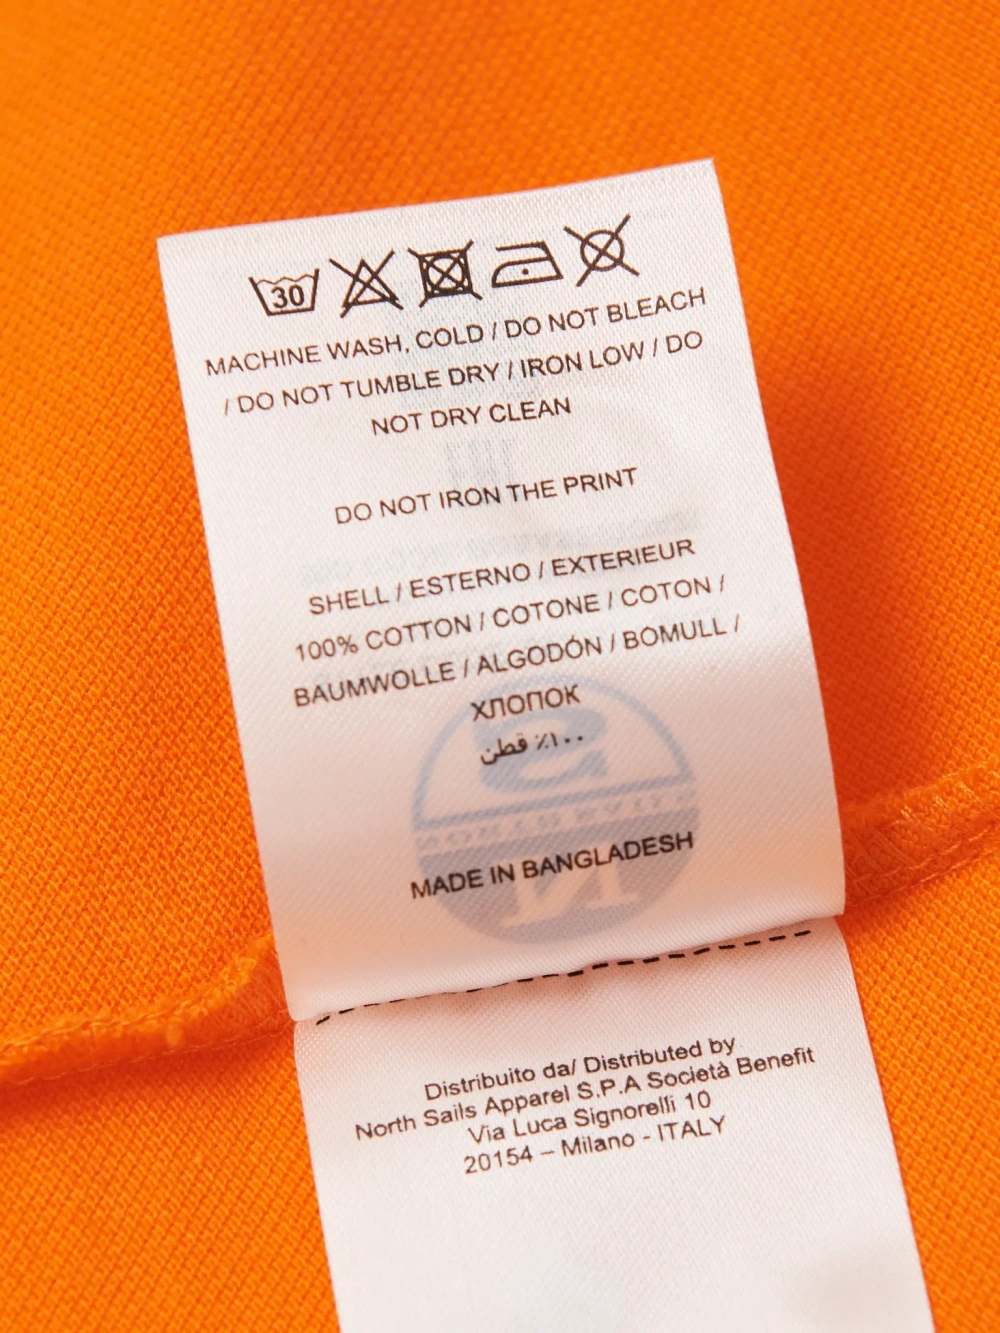 30
MACHINE WASH, COLD / DO NOT BLEACH
/ DO NOT TUMBLE DRY / IRON LOW / DO
NOT DRY CLEAN
DO NOT IRON THE PRINT
SHELL / ESTERNO / EXTERIEUR
100% COTTON / COTONE / COTON /
BAUMWOLLE / ALGODÓN / BOMULL /
ХЛОПОК
١٠٠٪ قطن
MADE IN BANGLADESH
Distribuito da/ Distributed by
North Sails Apparel S.P.A Società Benefit
Via Luca Signorelli 10
20154 – Milano - ITALY